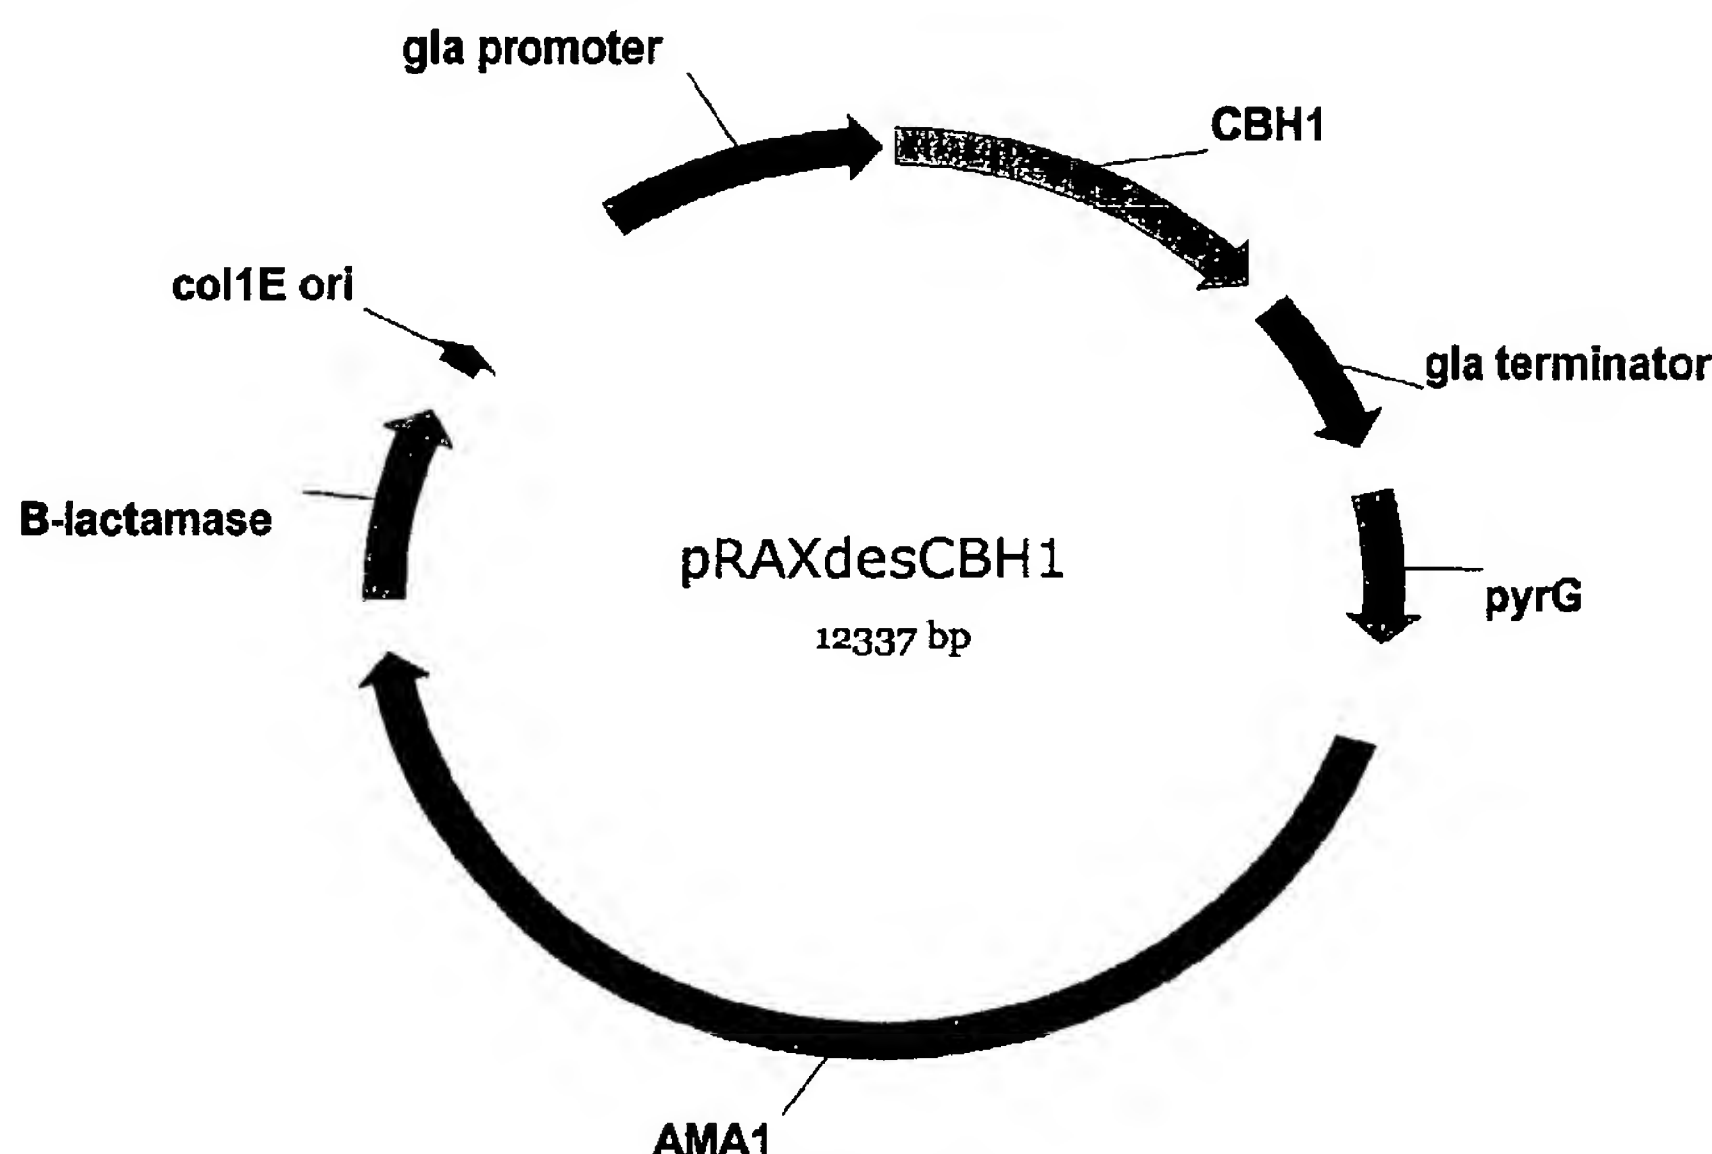 gla promoter
CBH1
col1E ori
gla terminator
B-lactamase
pRAXdesCBH1
pyrG
12337 bp
AMA1